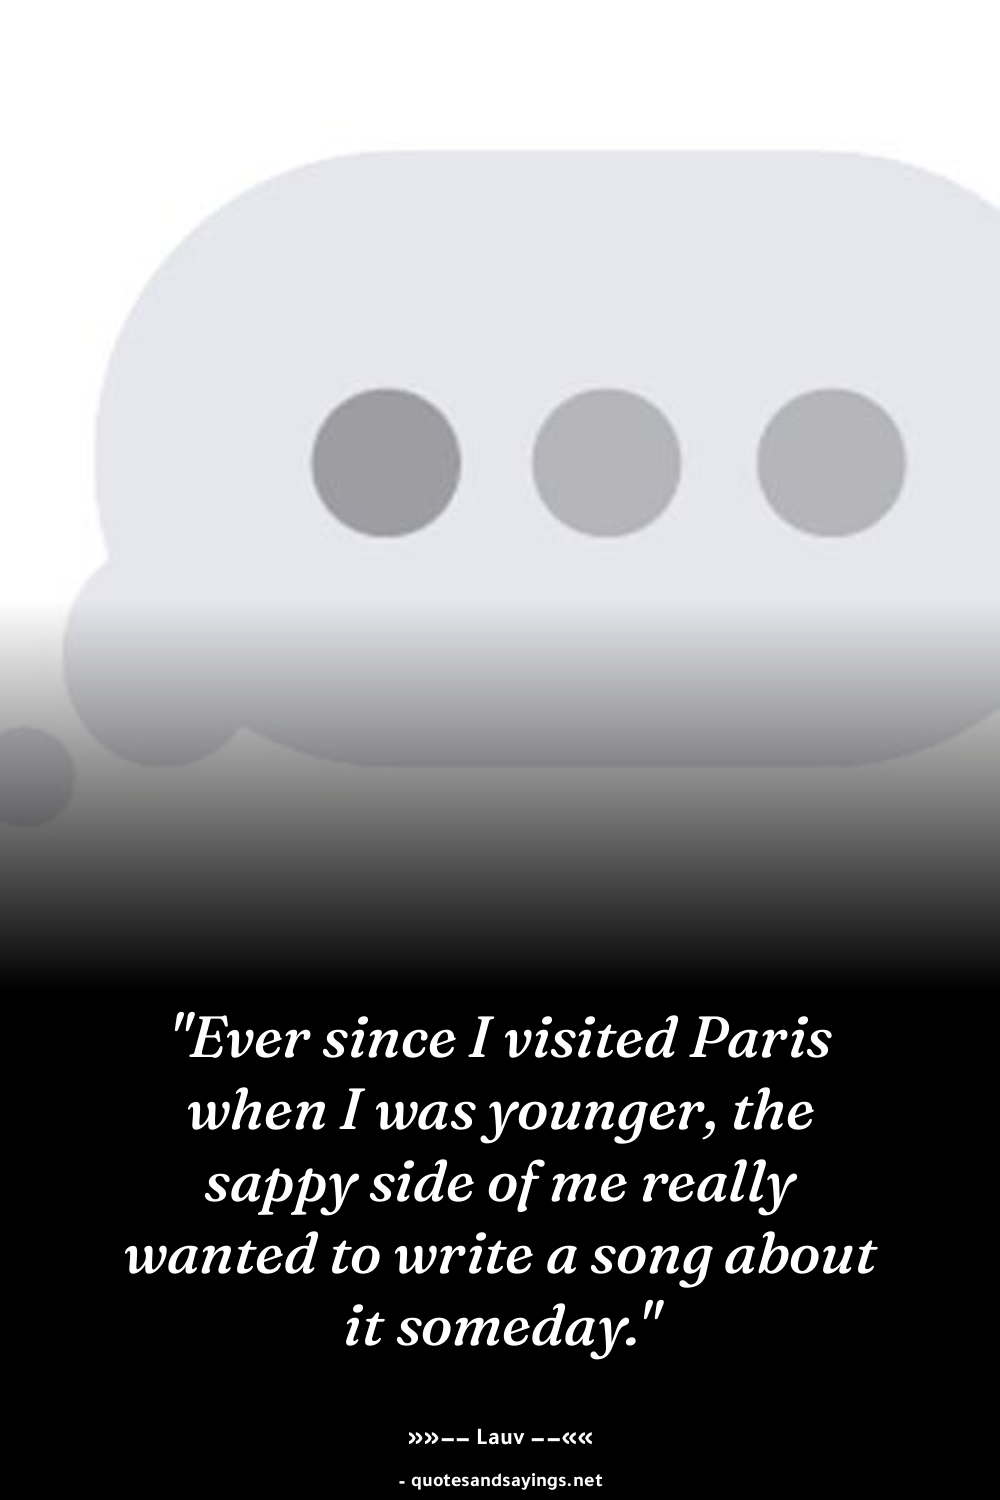 "Ever since I visited Paris
when I was younger, the
sappy side of me really
wanted to write a song about
it someday."
»»–– Lauv ––««
- quotesandsayings.net